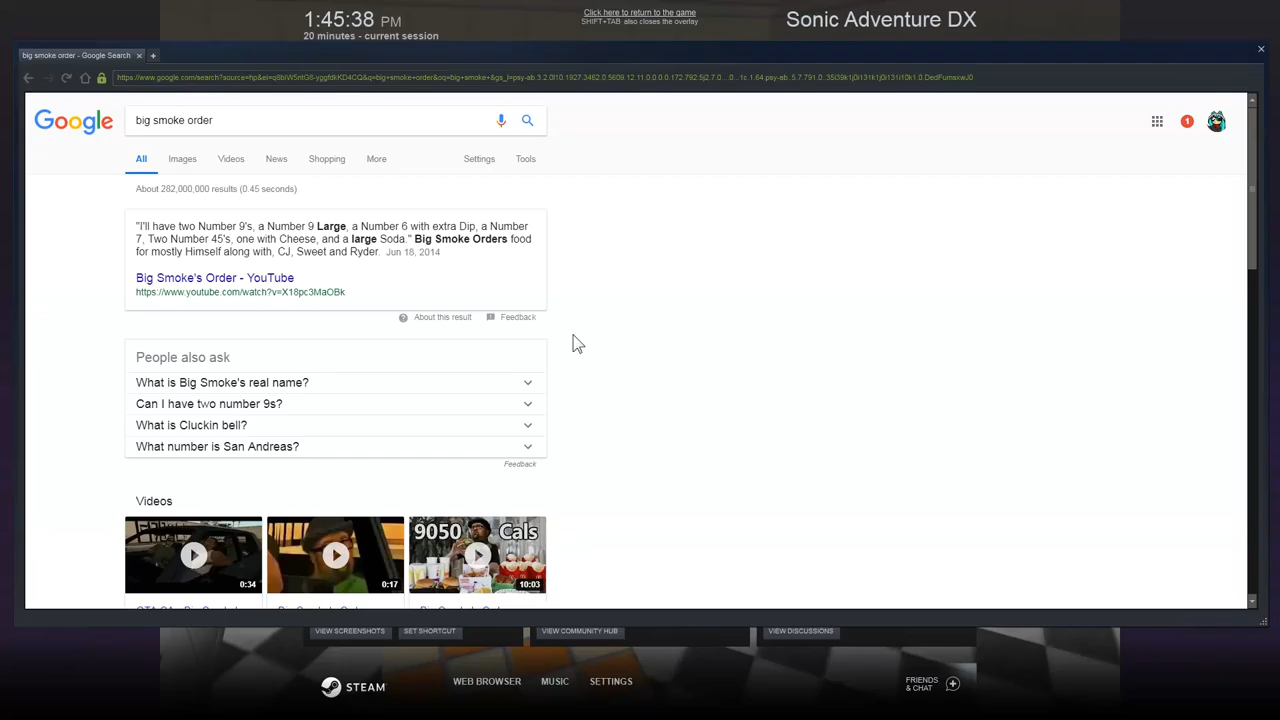 1:45:38 PM
20 minutes - current session
Click here to return to the game
SHIFT+TAB also closes the overlay
Sonic Adventure DX
big smoke order - Google Search
Google
big smoke order
1
All Images Videos News Shopping More Settings Tools
About 282,000,000 results (0.45 seconds)
"I'll have two Number 9's, a Number 9 Large, a Number 6 with extra Dip, a Number
7, Two Number 45's, one with Cheese, and a large Soda." Big Smoke Orders food
for mostly Himself along with, CJ, Sweet and Ryder. Jun 18, 2014
Big Smoke's Order - YouTube
https://www.youtube.com/watch?v=X18pc3MaOBk
About this result Feedback
People also ask
What is Big Smoke's real name?
Can I have two number 9s?
What is Cluckin bell?
What number is San Andreas?
Feedback
Videos
9050 Cals
0:34 0:17 10:03
VIEW SCREENSHOTS SET SHORTCUT VIEW COMMUNITY HUB VIEW DISCUSSIONS
STEAM WEB BROWSER MUSIC SETTINGS
FRIENDS
& CHAT